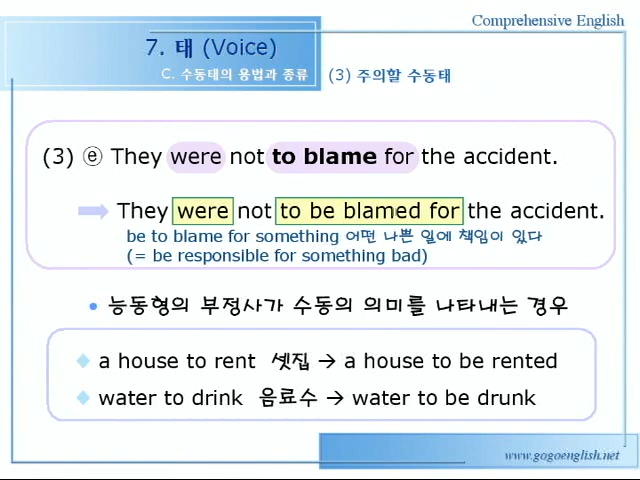 Comprehensive English
7. 태 (Voice)
C. 수동태의 용법과 종류
(3) 주의할 수동태
(3) ⓔ They were not to blame for the accident.
They were not to be blamed for the accident.
be to blame for something 어떤 나쁜 일에 책임이 있다
(= be responsible for something bad)
• 능동형의 부정사가 수동의 의미를 나타내는 경우
◆ a house to rent 셋집 → a house to be rented
◆ water to drink 음료수 → water to be drunk
www.gogoenglish.net